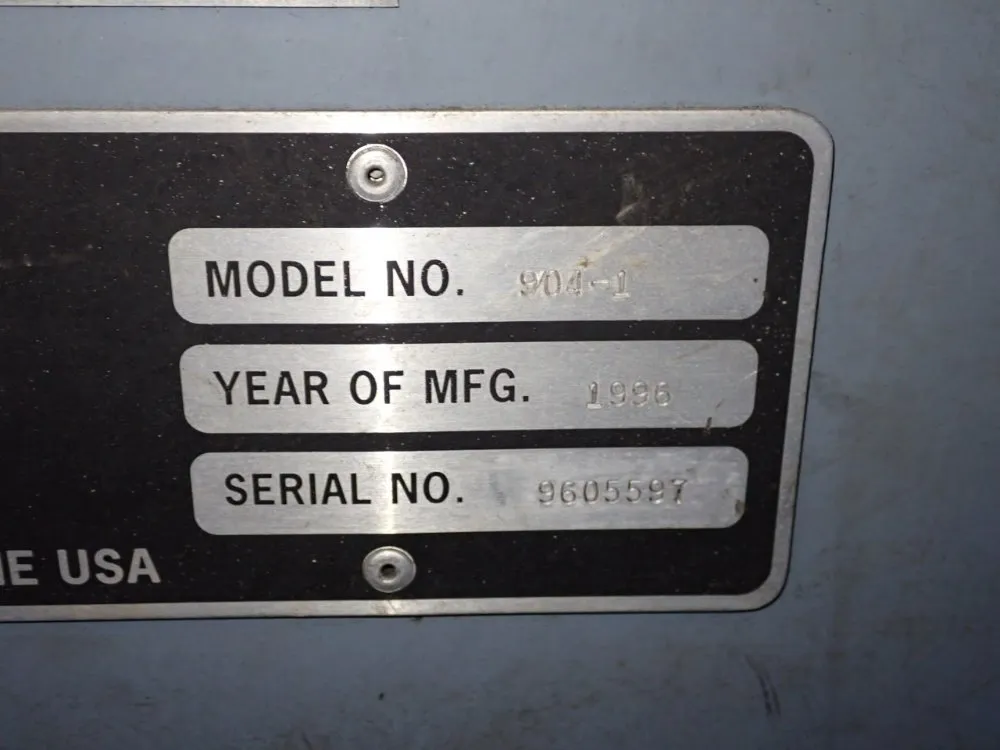 MODEL NO. 904-1
YEAR OF MFG. 1996
SERIAL NO. 9605597
USA